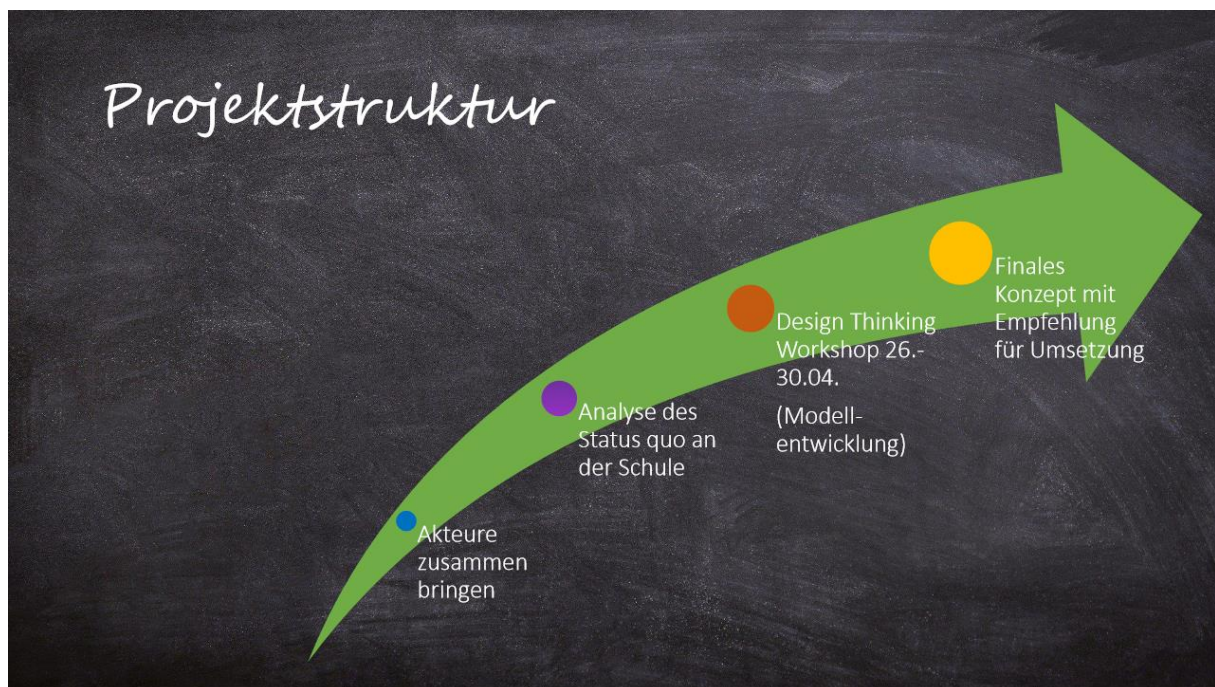 Projektstruktur
Akteure
zusammen
bringen
Analyse des
Status quo an
der Schule
Design Thinking
Workshop 26.-
30.04.
(Modell-
entwicklung)
Finales
Konzept mit
Empfehlung
für Umsetzung